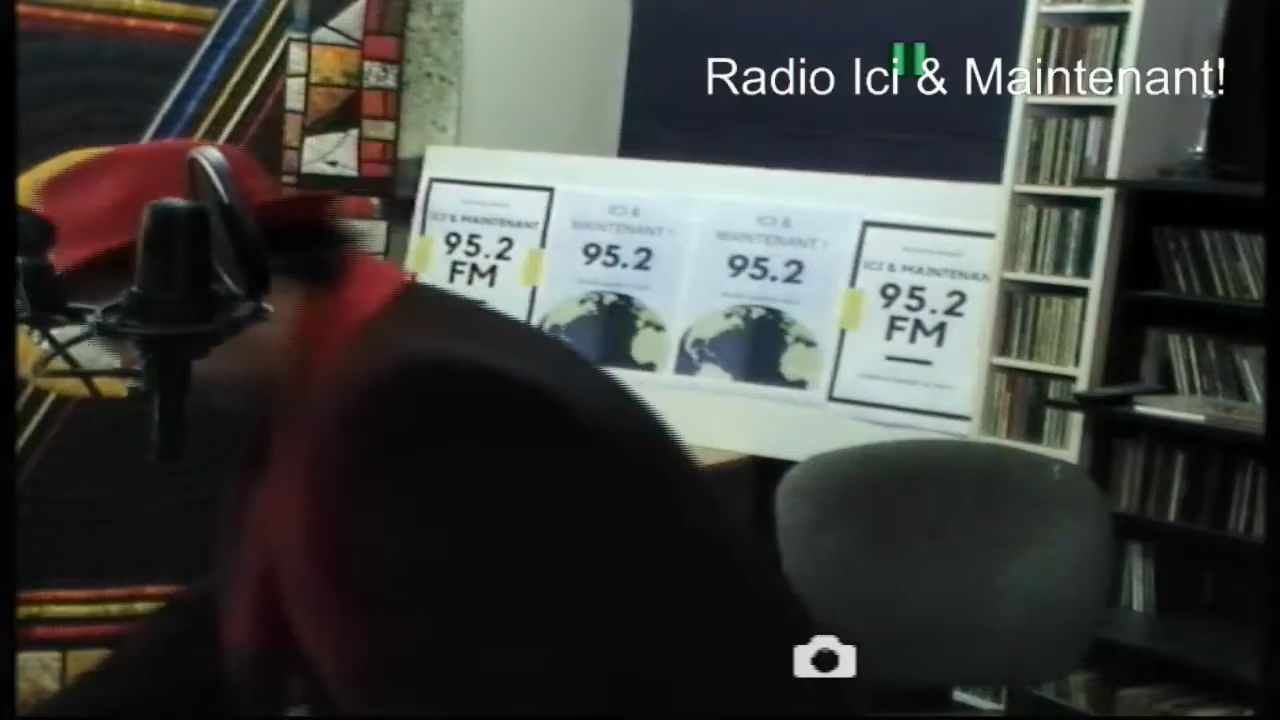 Radio Ici & Maintenant!
ICI & MAINTENANT
95.2
FM
ICI &
MAINTENANT !
95.2
ICI &
MAINTENANT !
95.2
ICI & MAINTENAN
95.2
FM